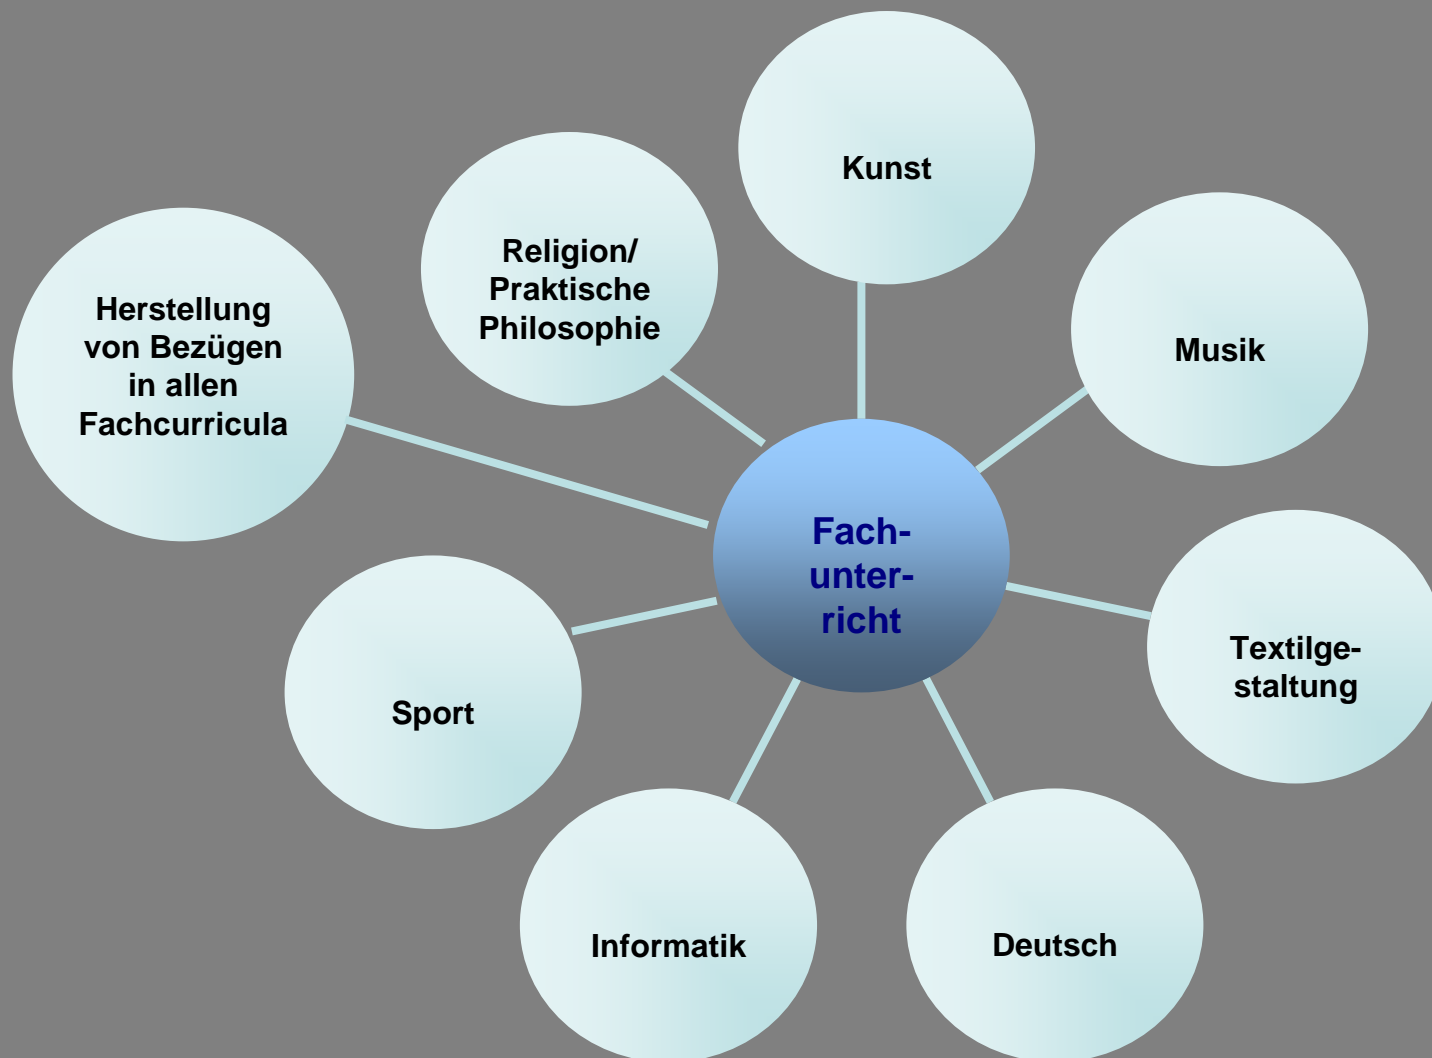 Kunst
Religion/
Praktische
Philosophie
Herstellung
von Bezügen
in allen
Fachcurricula
Musik
Fach-
unter-
richt
Textilge-
staltung
Sport
Informatik
Deutsch